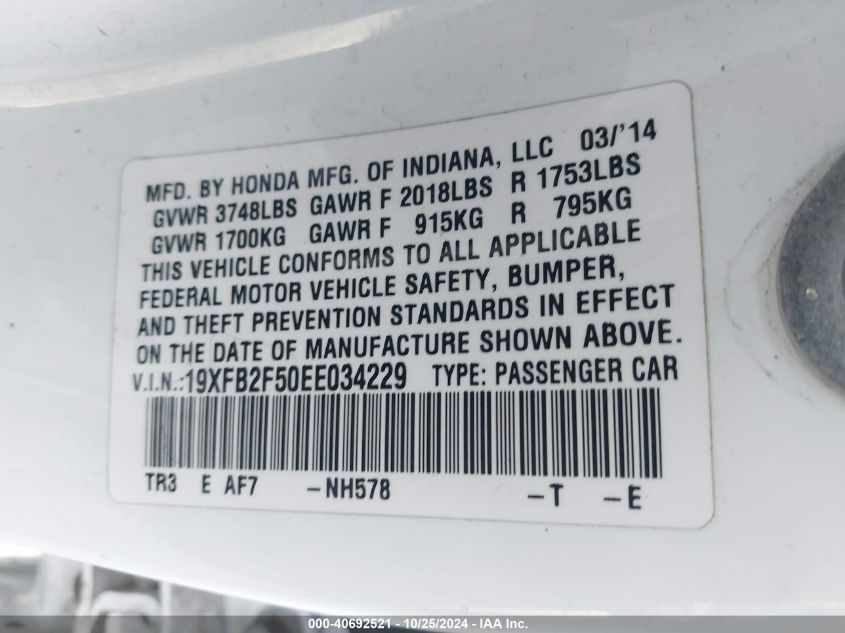 MFD. BY HONDA MFG. OF INDIANA, LLC 03/'14
GVWR 3748LBS GAWR F 2018LBS R 1753LBS
GVWR 1700KG GAWR F 915KG R 795KG
THIS VEHICLE CONFORMS TO ALL APPLICABLE
FEDERAL MOTOR VEHICLE SAFETY, BUMPER,
AND THEFT PREVENTION STANDARDS IN EFFECT
ON THE DATE OF MANUFACTURE SHOWN ABOVE.
V.I.N.:19XFB2F50EE034229 TYPE: PASSENGER CAR
TR3 E AF7 -NH578 -T -E
000-40692521 - 10/25/2024 - IAA Inc.